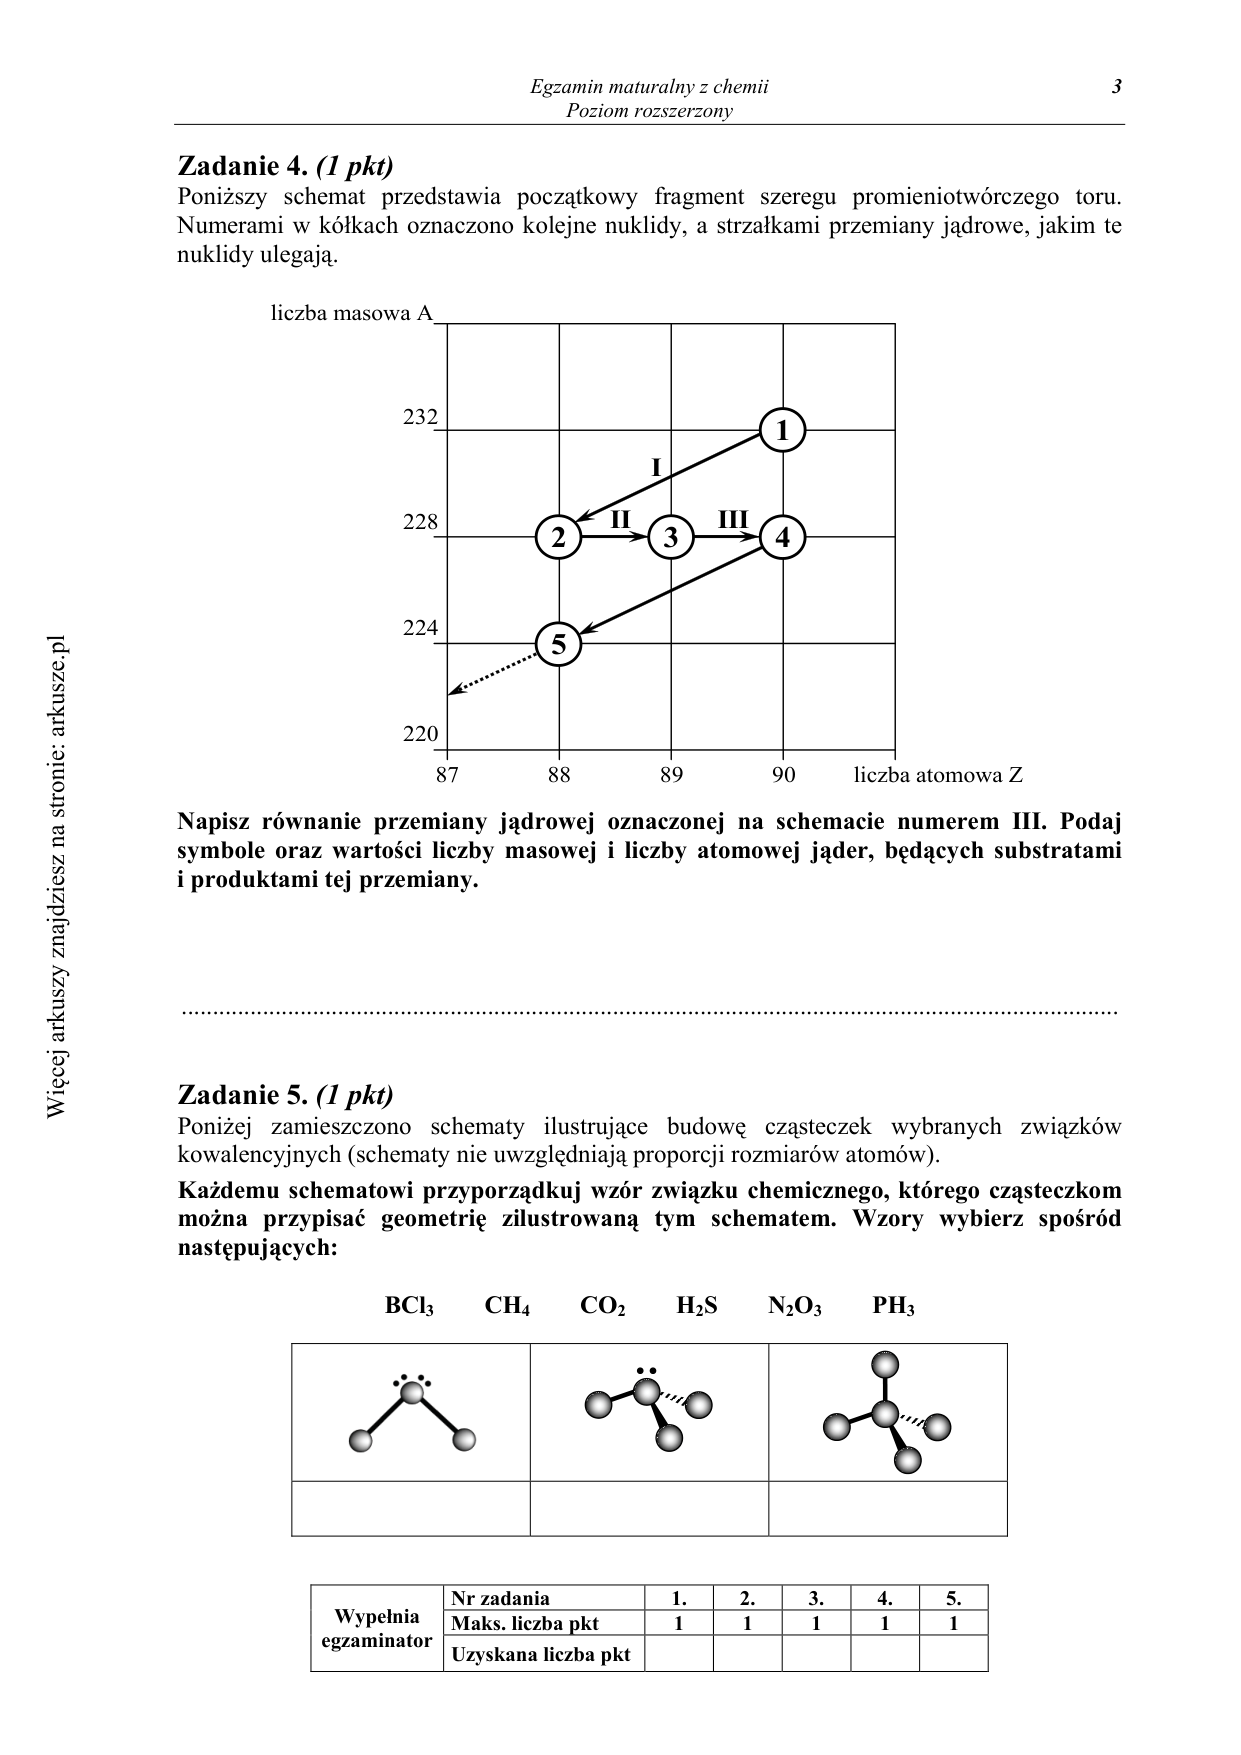 Egzamin maturalny z chemii
3
Poziom rozszerzony
Zadanie 4. (1 pkt)
Poniższy schemat przedstawia początkowy fragment szeregu promieniotwórczego toru.
Numerami w kółkach oznaczono kolejne nuklidy, a strzałkami przemiany jądrowe, jakim te
nuklidy ulegają.
liczba masowa A
232
1
I
228
2
II
3
III
4
224
5
220
87
88
89
90
liczba atomowa Z
Napisz równanie przemiany jądrowej oznaczonej na schemacie numerem III. Podaj
symbole oraz wartości liczby masowej i liczby atomowej jąder, będących substratami
i produktami tej przemiany.
Zadanie 5. (1 pkt)
Poniżej zamieszczono schematy ilustrujące budowę cząsteczek wybranych związków
kowalencyjnych (schematy nie uwzględniają proporcji rozmiarów atomów).
Każdemu schematowi przyporządkuj wzór związku chemicznego, którego cząsteczkom
można przypisać geometrię zilustrowaną tym schematem. Wzory wybierz spośród
następujących:
BCl₃ CH₄ CO₂ H₂S N₂O₃ PH₃
Wypełnia
egzaminator
Nr zadania 1. 2. 3. 4. 5.
Maks. liczba pkt 1 1 1 1 1
Uzyskana liczba pkt
Więcej arkuszy znajdziesz na stronie: arkusze.pl